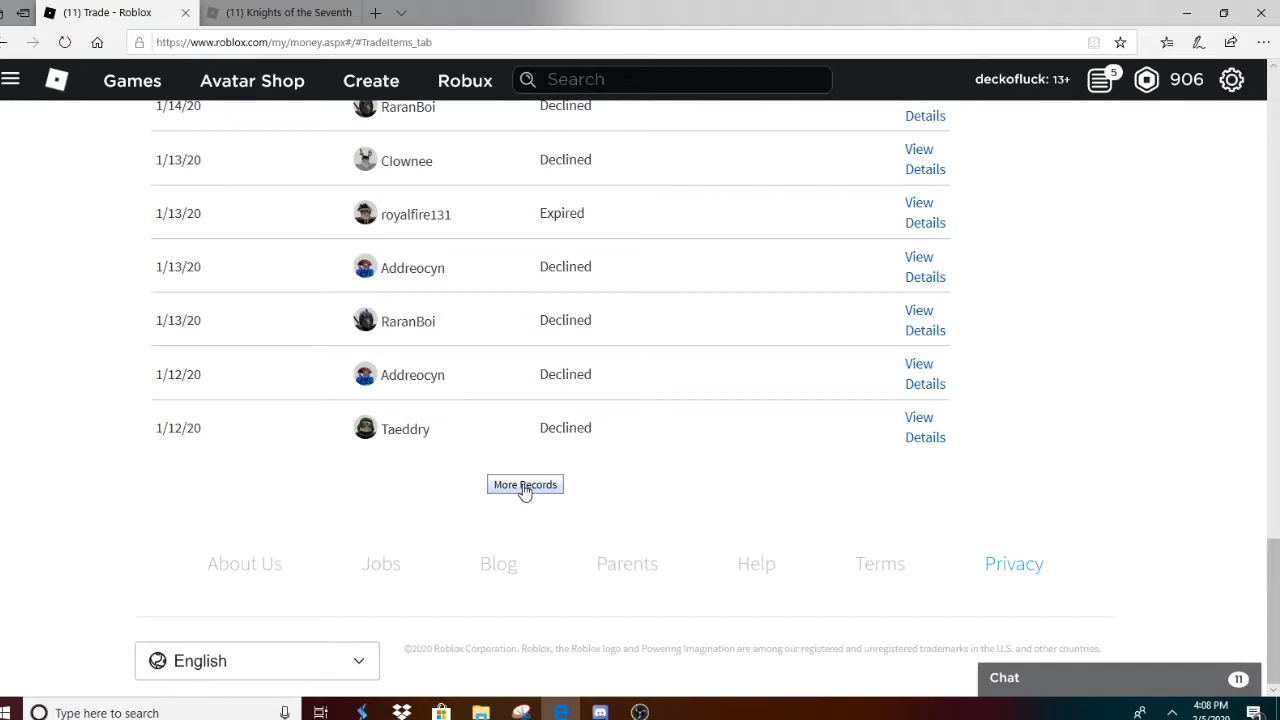 (11) Trade - Roblox
(11) Knights of the Seventh
https://www.roblox.com/my/money.aspx#/#TradeItems_tab
Games Avatar Shop Create Robux Search deckofluck: 13+ 5 906
1/14/20 RaranBoi Declined
Details
1/13/20 Clownee Declined View
Details
1/13/20 royalfire131 Expired View
Details
1/13/20 Addreocyn Declined View
Details
1/13/20 RaranBoi Declined View
Details
1/12/20 Addreocyn Declined View
Details
1/12/20 Taeddry Declined View
Details
More Records
About Us Jobs Blog Parents Help Terms Privacy
English
©2020 Roblox Corporation. Roblox, the Roblox logo and Powering Imagination are among our registered and unregistered trademarks in the U.S. and other countries.
Chat 11
Type here to search
4:08 PM
2/5/2020